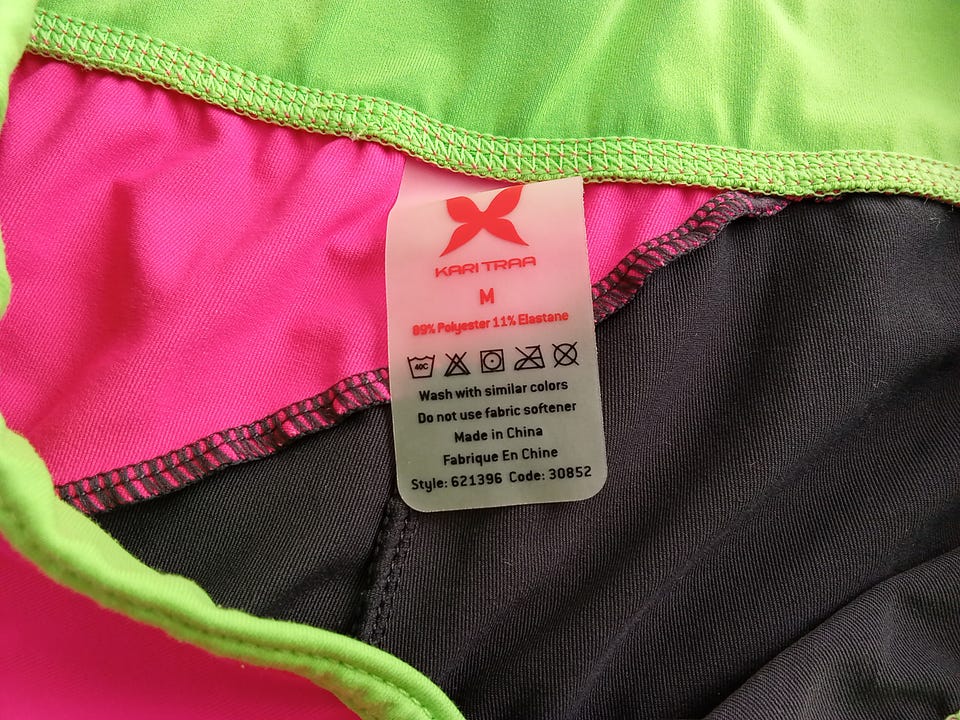 KARI TRAA
M
89% Polyester 11% Elastane
40C
Wash with similar colors
Do not use fabric softener
Made in China
Fabrique En Chine
Style: 621396 Code: 30852